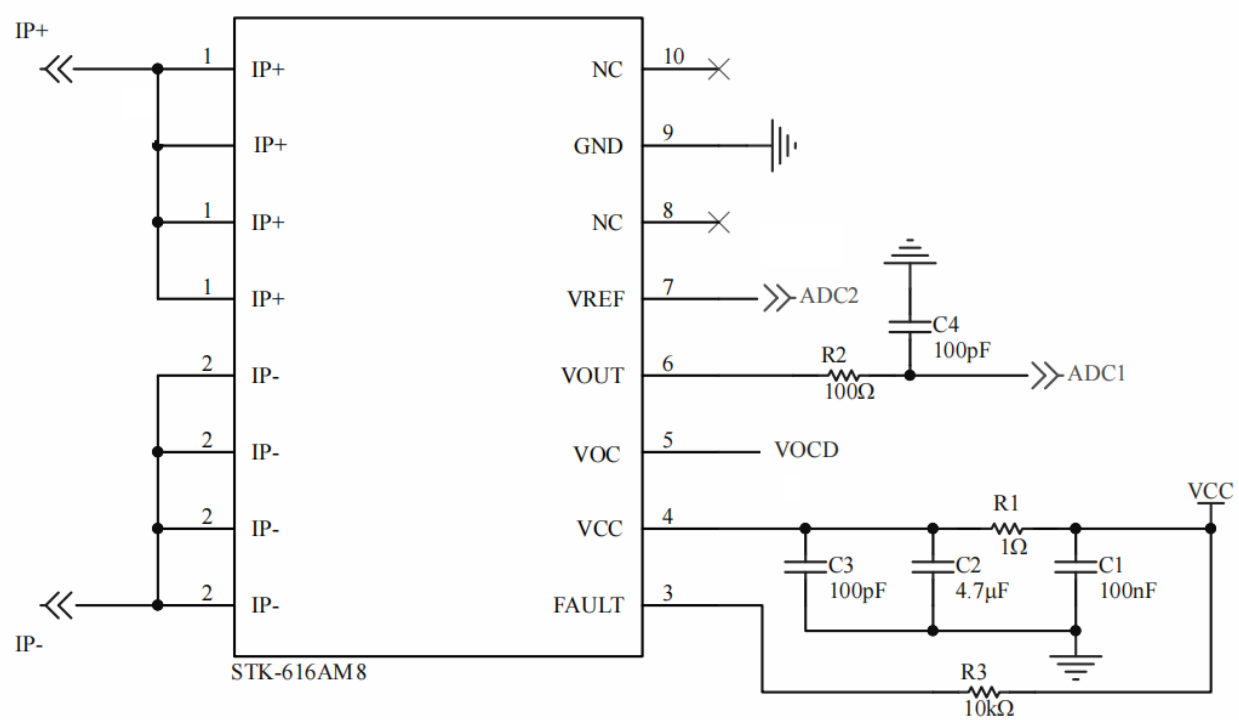 IP+
1 IP+ NC 10
IP+ GND 9
1 IP+ NC 8
1 IP+ VREF 7 ADC2
C4
100pF
2 IP- VOUT 6 R2 ADC1
100Ω
2 IP- VOC 5 VOCD
VCC
2 IP- VCC 4 R1
1Ω
C3 C2 C1
100pF 4.7μF 100nF
2 IP- FAULT 3
IP-
STK-616AM8
R3
10kΩ